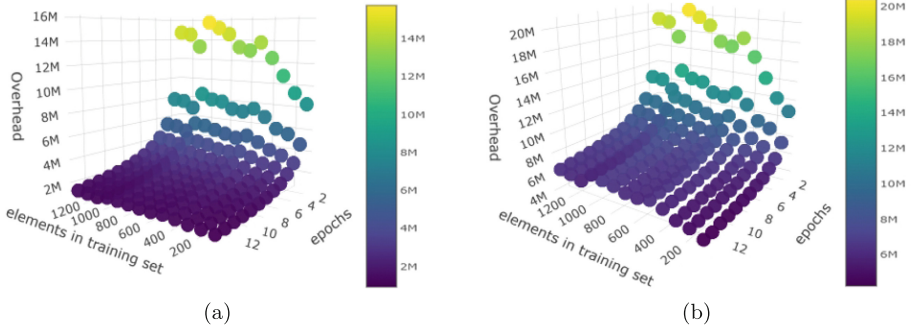 16M
14M
12M
10M
8M
6M
4M
2M
Overhead
1200
1000
800
600
400
200
elements in training set
2
4
6
8
10
12
epochs
14M
12M
10M
8M
6M
4M
2M
(a)
20M
18M
16M
14M
12M
10M
8M
6M
4M
Overhead
1200
1000
800
600
400
200
elements in training set
2
4
6
8
10
12
epochs
20M
18M
16M
14M
12M
10M
8M
6M
(b)